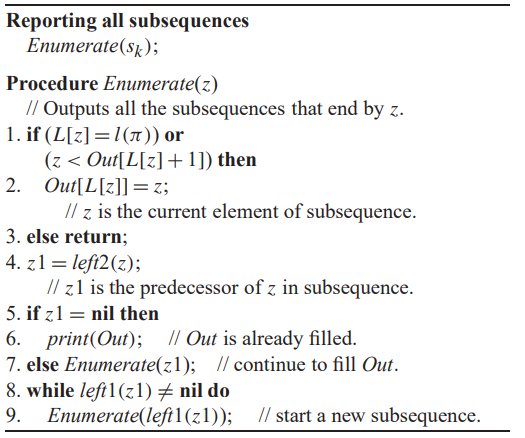 Reporting all subsequences
Enumerate(s_k);
Procedure Enumerate(z)
// Outputs all the subsequences that end by z.
1. if (L[z] = l(π)) or
(z < Out[L[z] + 1]) then
2. Out[L[z]] = z;
// z is the current element of subsequence.
3. else return;
4. z1 = left2(z);
// z1 is the predecessor of z in subsequence.
5. if z1 = nil then
6. print(Out); // Out is already filled.
7. else Enumerate(z1); // continue to fill Out.
8. while left1(z1) ≠ nil do
9. Enumerate(left1(z1)); // start a new subsequence.